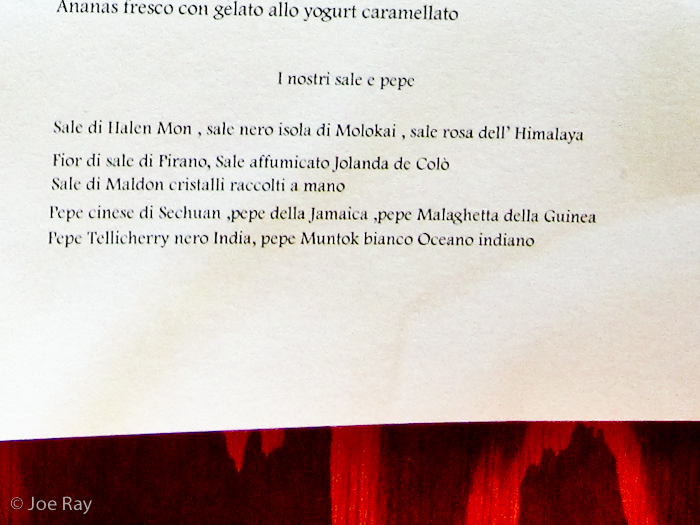 Ananas fresco con gelato allo yogurt caramellato
I nostri sale e pepe
Sale di Halen Mon , sale nero isola di Molokai , sale rosa dell' Himalaya
Fior di sale di Pirano, Sale affumicato Jolanda de Colò
Sale di Maldon cristalli raccolti a mano
Pepe cinese di Sechuan ,pepe della Jamaica ,pepe Malaghetta della Guinea
Pepe Tellicherry nero India, pepe Muntok bianco Oceano indiano
© Joe Ray